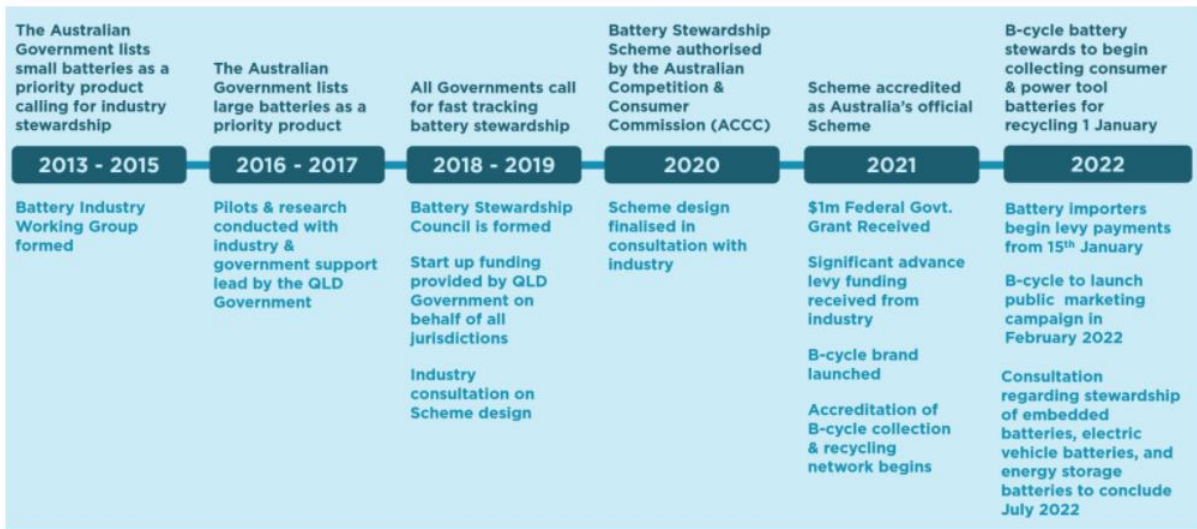 The Australian
Government lists
small batteries as a
priority product
calling for industry
stewardship
2013 - 2015
Battery Industry
Working Group
formed
The Australian
Government lists
large batteries as a
priority product
2016 - 2017
Pilots & research
conducted with
industry &
government support
lead by the QLD
Government
All Governments call
for fast tracking
battery stewardship
2018 - 2019
Battery Stewardship
Council is formed
Start up funding
provided by QLD
Government on
behalf of all
jurisdictions
Industry
consultation on
Scheme design
Battery Stewardship
Scheme authorised
by the Australian
Competition &
Consumer
Commission (ACCC)
2020
Scheme design
finalised in
consultation with
industry
Scheme accredited
as Australia's official
Scheme
2021
$1m Federal Govt.
Grant Received
Significant advance
levy funding
received from
industry
B-cycle brand
launched
Accreditation of
B-cycle collection
& recycling
network begins
B-cycle battery
stewards to begin
collecting consumer
& power tool
batteries for
recycling 1 January
2022
Battery importers
begin levy payments
from 15th January
B-cycle to launch
public marketing
campaign in
February 2022
Consultation
regarding stewardship
of embedded
batteries, electric
vehicle batteries, and
energy storage
batteries to conclude
July 2022